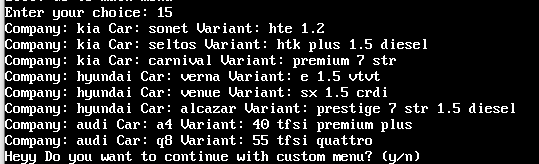 Enter your choice: 15
Company: kia Car: sonet Variant: hte 1.2
Company: kia Car: seltos Variant: htk plus 1.5 diesel
Company: kia Car: carnival Variant: premium 7 str
Company: hyundai Car: verna Variant: e 1.5 vtvt
Company: hyundai Car: venue Variant: sx 1.5 crdi
Company: hyundai Car: alcazar Variant: prestige 7 str 1.5 diesel
Company: audi Car: a4 Variant: 40 tfsi premium plus
Company: audi Car: q8 Variant: 55 tfsi quattro
Heyy Do you want to continue with custom menu? (y/n)